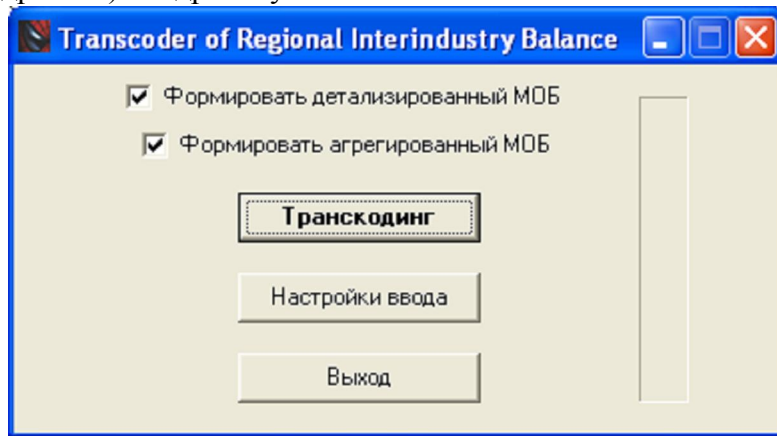 Transcoder of Regional Interindustry Balance
Формировать детализированный МОБ
Формировать агрегированный МОБ
Транскодинг
Настройки ввода
Выход